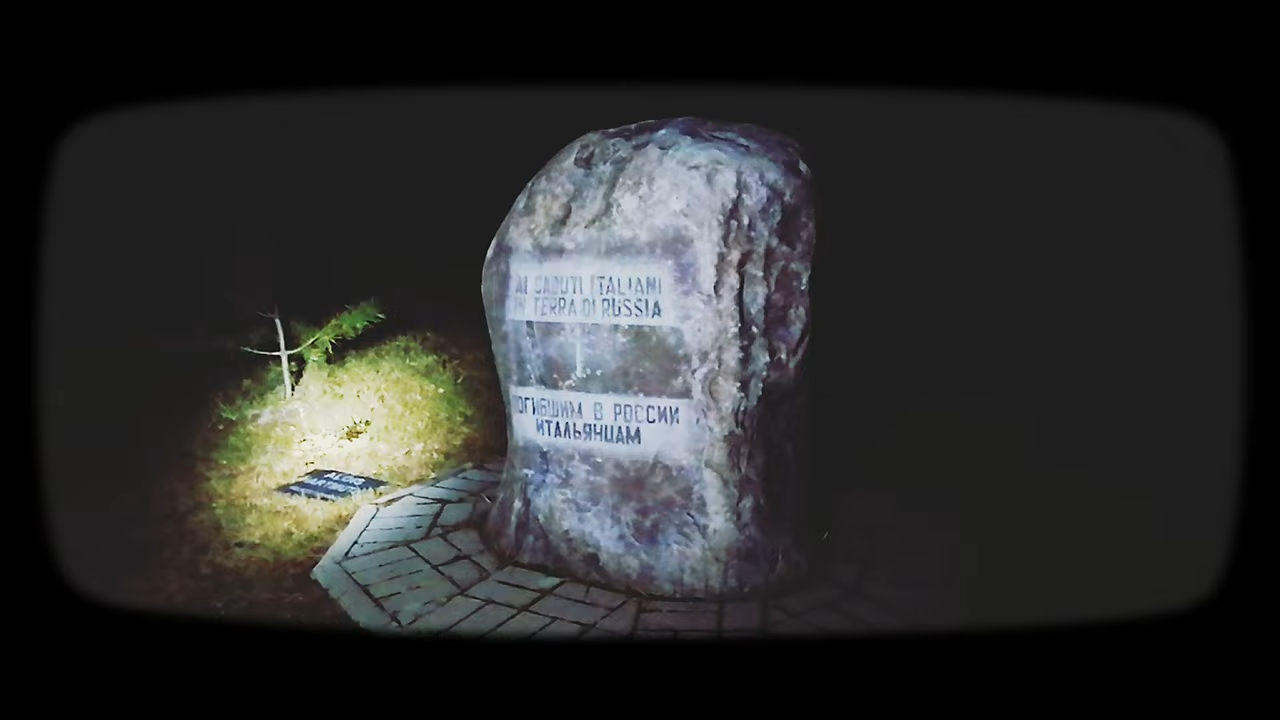 AI CADUTI ITALIANI
IN TERRA DI RUSSIA
ПОГИБШИМ В РОССИИ
ИТАЛЬЯНЦАМ